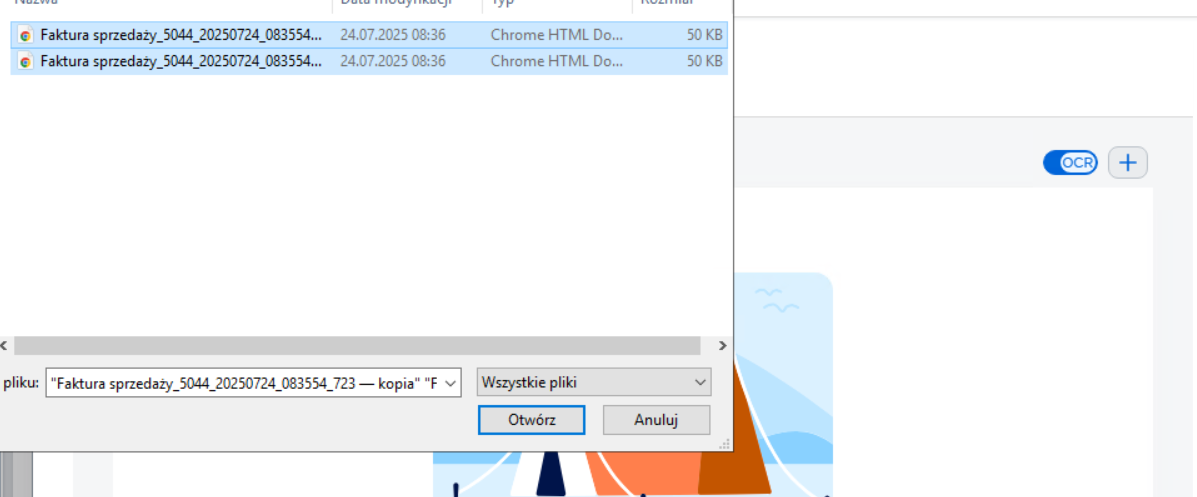 Nazwa Data modyfikacji Typ Rozmiar
Faktura sprzedaży_5044_20250724_083554... 24.07.2025 08:36 Chrome HTML Do... 50 KB
Faktura sprzedaży_5044_20250724_083554... 24.07.2025 08:36 Chrome HTML Do... 50 KB
OCR
pliku: "Faktura sprzedaży_5044_20250724_083554_723 — kopia" "F Wszystkie pliki
Otwórz Anuluj